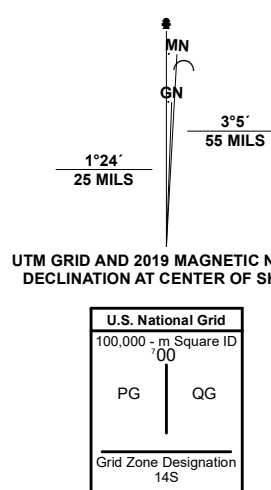 MN
GN
3°5´
55 MILS
1°24´
25 MILS
UTM GRID AND 2019 MAGNETIC N
DECLINATION AT CENTER OF SH
U.S. National Grid
100,000 - m Square ID
⁷00
PG QG
Grid Zone Designation
14S